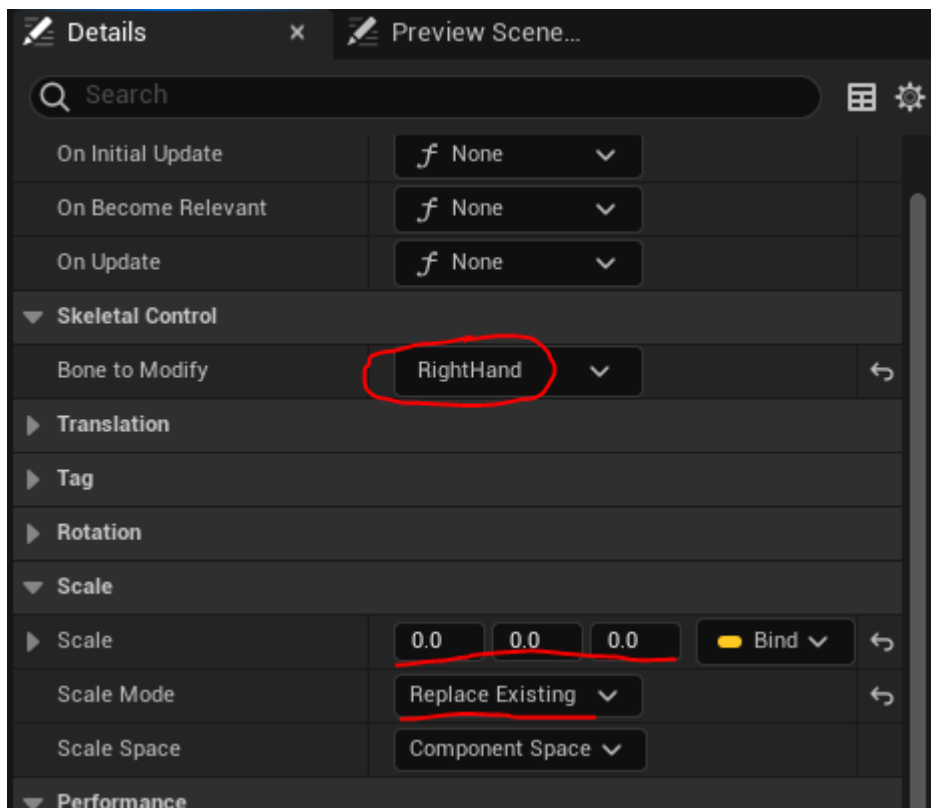 Details
Preview Scene...
Search
On Initial Update f None
On Become Relevant f None
On Update f None
Skeletal Control
Bone to Modify RightHand
Translation
Tag
Rotation
Scale
Scale 0.0 0.0 0.0 Bind
Scale Mode Replace Existing
Scale Space Component Space
Performance